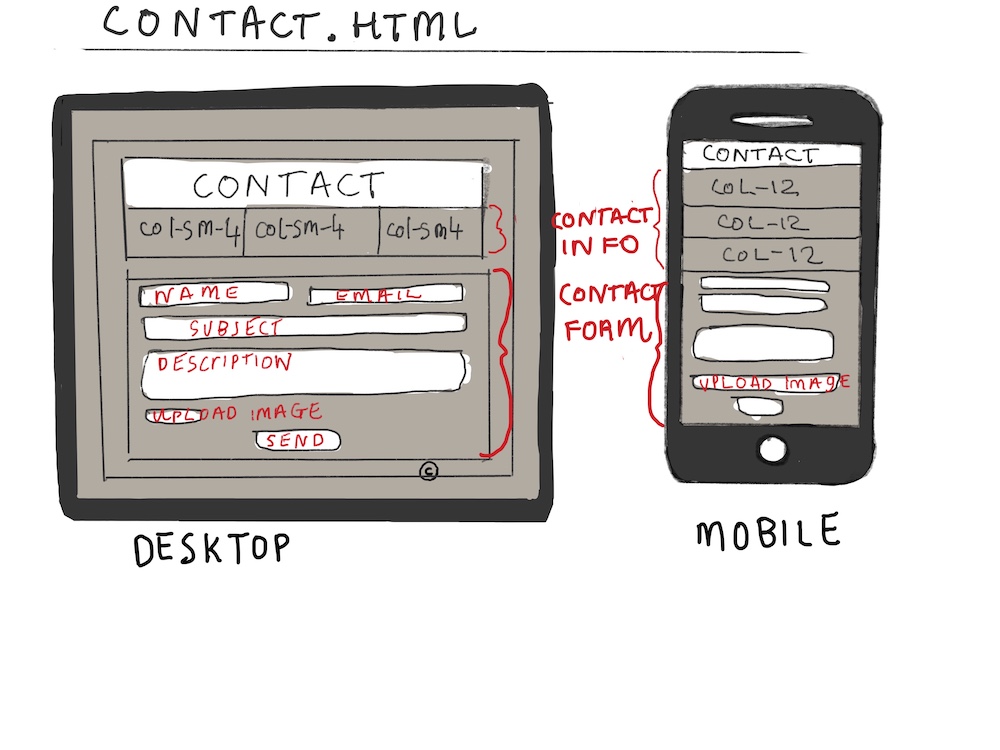 CONTACT.HTML
CONTACT
COl-SM-4 COl-SM-4 COl-SM4
NAME EMAIL
SUBJECT
DESCRIPTION
UPLOAD IMAGE
SEND
©
DESKTOP
CONTACT
INFO
CONTACT
FORM
CONTACT
COL-12
COL-12
COL-12
UPLOAD IMAGE
MOBILE